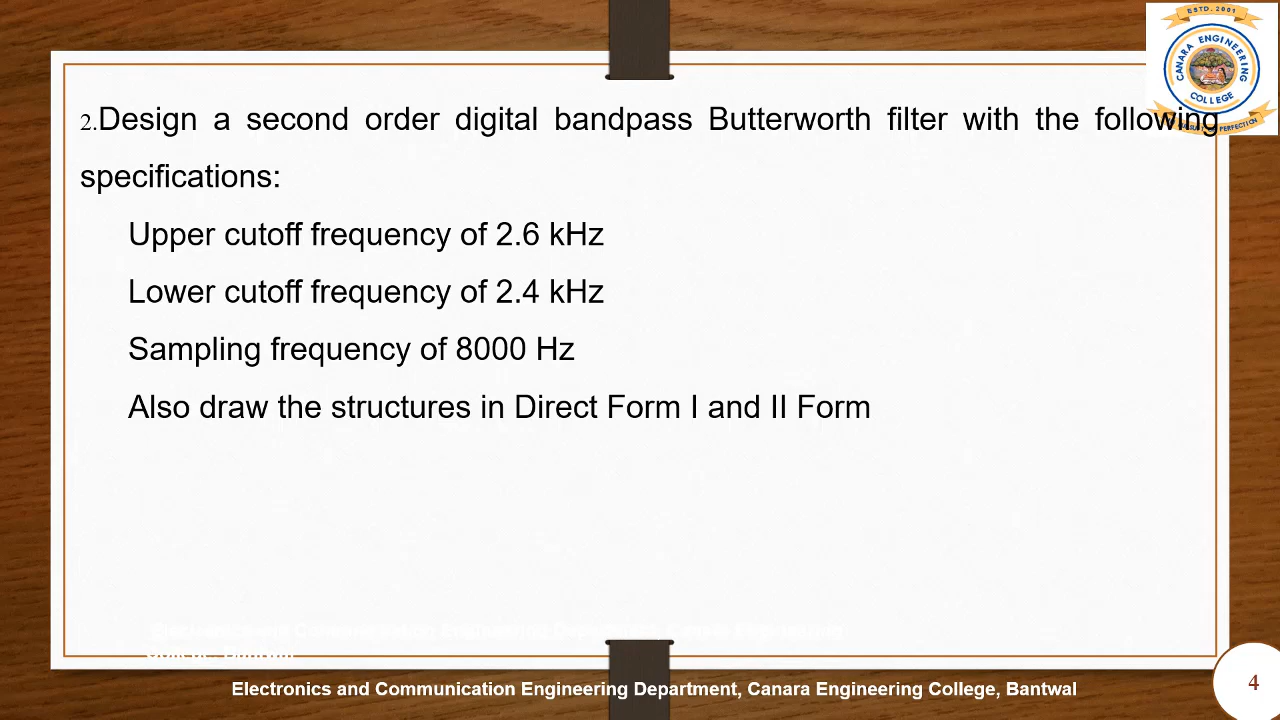 ESTD. 2001
CANARA ENGINEERING
COLLEGE
2.Design a second order digital bandpass Butterworth filter with the following
PERFECTION
specifications:
Upper cutoff frequency of 2.6 kHz
Lower cutoff frequency of 2.4 kHz
Sampling frequency of 8000 Hz
Also draw the structures in Direct Form I and II Form
Electronics and Communication Engineering Department, Canara Engineering College, Bantwal
4